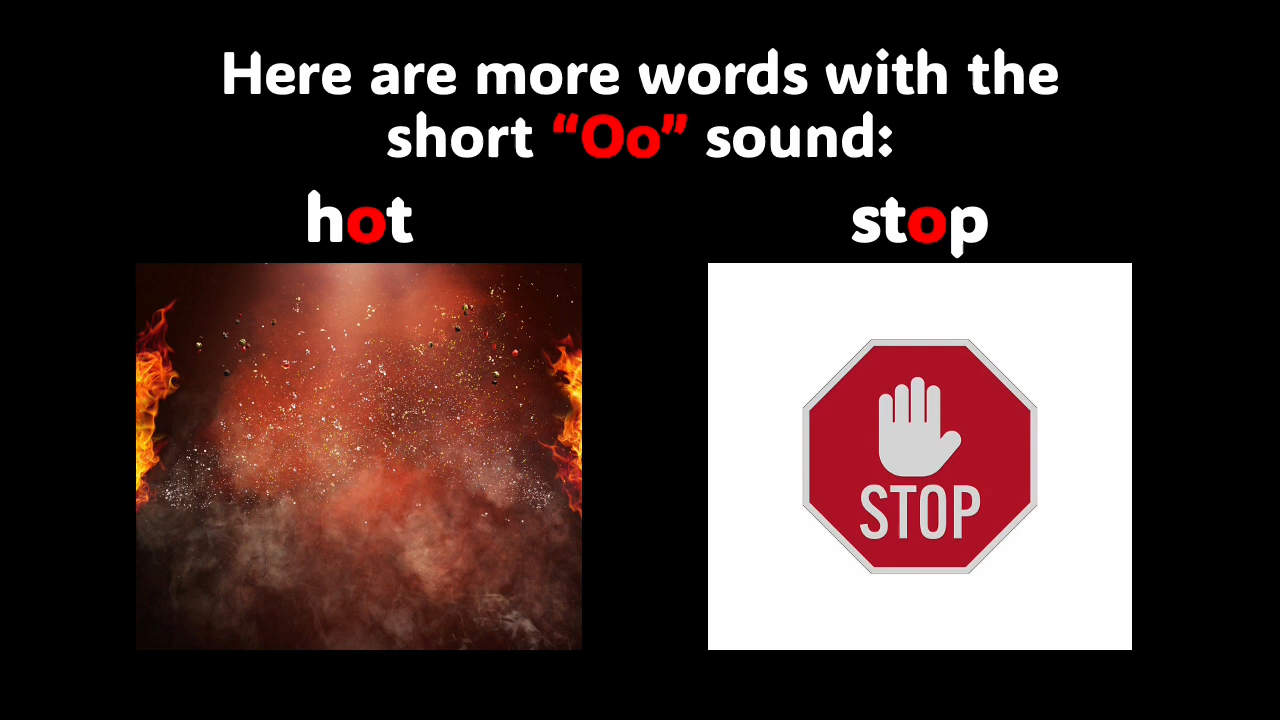 Here are more words with the
short “Oo” sound:
hot
stop
STOP